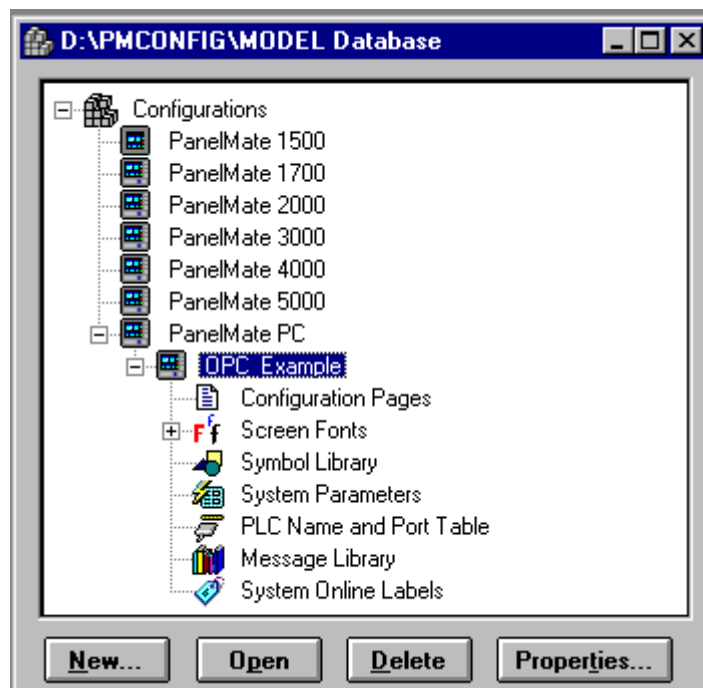 D:\PMCONFIG\MODEL Database
Configurations
PanelMate 1500
PanelMate 1700
PanelMate 2000
PanelMate 3000
PanelMate 4000
PanelMate 5000
PanelMate PC
OPC_Example
Configuration Pages
Screen Fonts
Symbol Library
System Parameters
PLC Name and Port Table
Message Library
System Online Labels
New... Open Delete Properties...